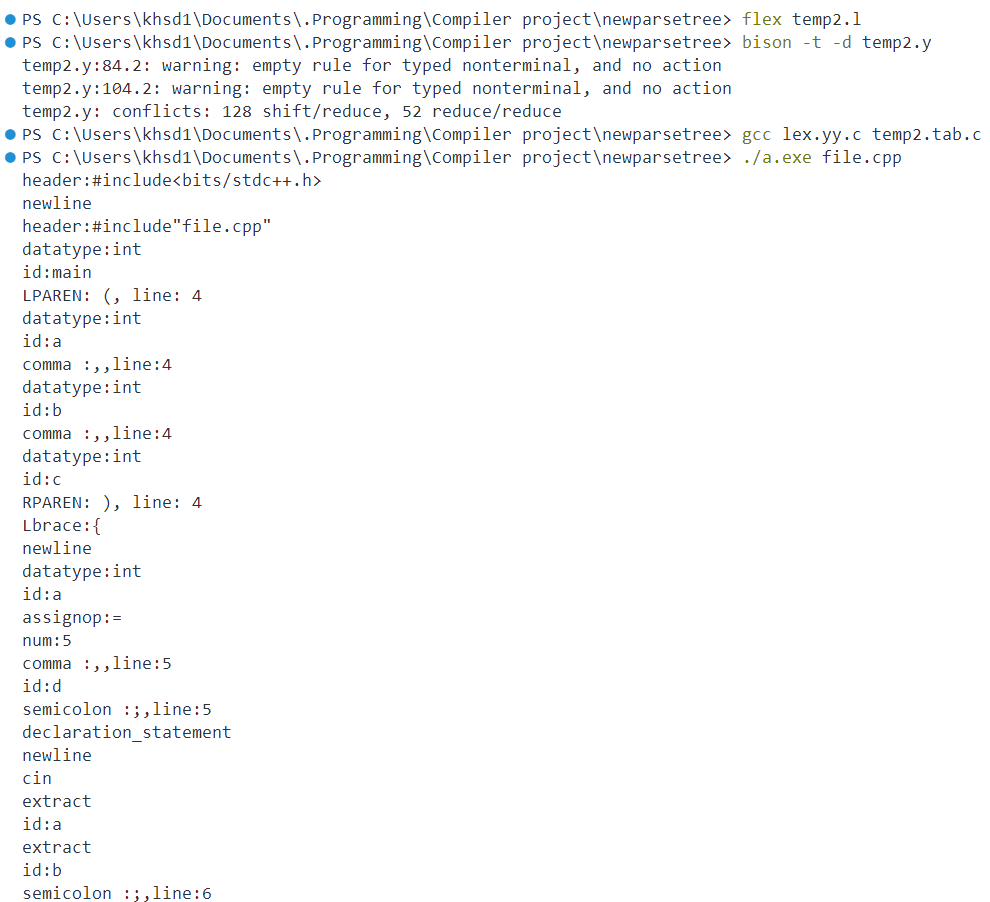 PS C:\Users\khsd1\Documents\.Programming\Compiler project\newparsetree> flex temp2.l
PS C:\Users\khsd1\Documents\.Programming\Compiler project\newparsetree> bison -t -d temp2.y
temp2.y:84.2: warning: empty rule for typed nonterminal, and no action
temp2.y:104.2: warning: empty rule for typed nonterminal, and no action
temp2.y: conflicts: 128 shift/reduce, 52 reduce/reduce
PS C:\Users\khsd1\Documents\.Programming\Compiler project\newparsetree> gcc lex.yy.c temp2.tab.c
PS C:\Users\khsd1\Documents\.Programming\Compiler project\newparsetree> ./a.exe file.cpp
header:#include<bits/stdc++.h>
newline
header:#include"file.cpp"
datatype:int
id:main
LPAREN: (, line: 4
datatype:int
id:a
comma :,,line:4
datatype:int
id:b
comma :,,line:4
datatype:int
id:c
RPAREN: ), line: 4
Lbrace:{
newline
datatype:int
id:a
assignop:=
num:5
comma :,,line:5
id:d
semicolon :;,line:5
declaration_statement
newline
cin
extract
id:a
extract
id:b
semicolon :;,line:6